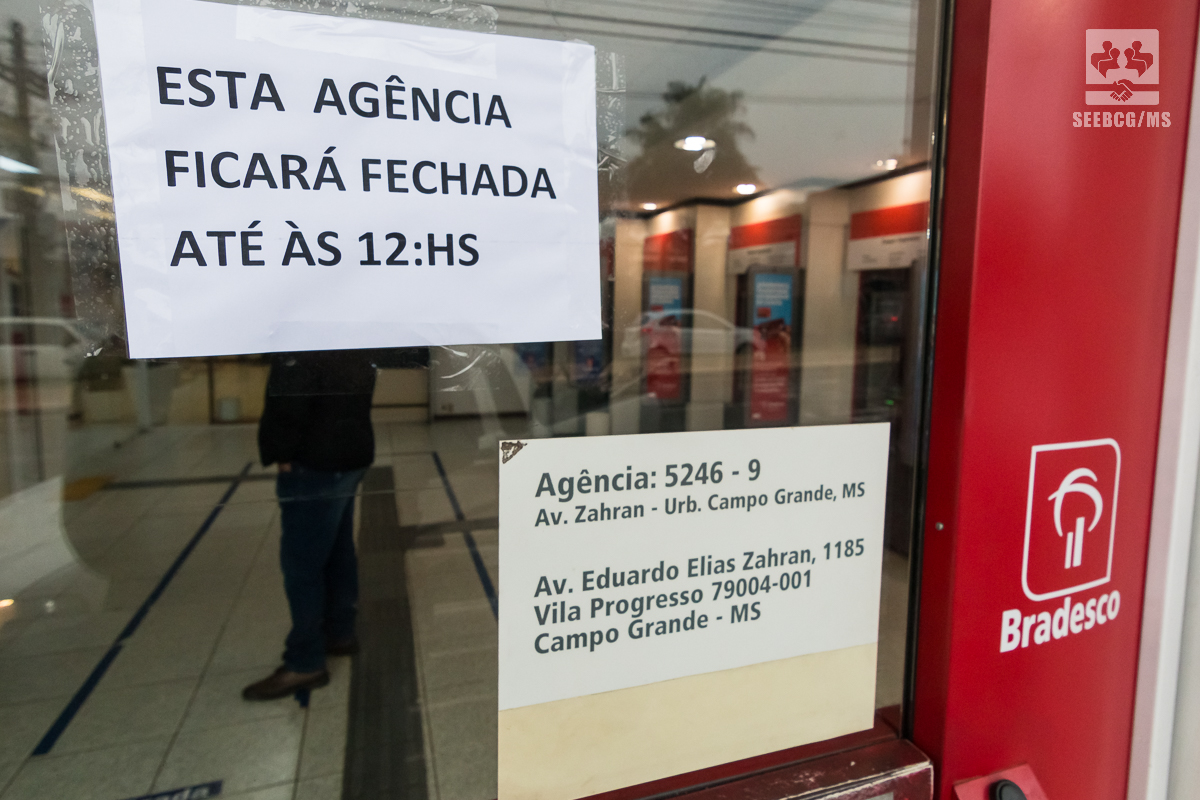 ESTA AGÊNCIA
FICARÁ FECHADA
ATÉ ÀS 12:HS
SEEBCG/MS
Agência: 5246 - 9
Av. Zahran - Urb. Campo Grande, MS
Av. Eduardo Elias Zahran, 1185
Vila Progresso 79004-001
Campo Grande - MS
Bradesco